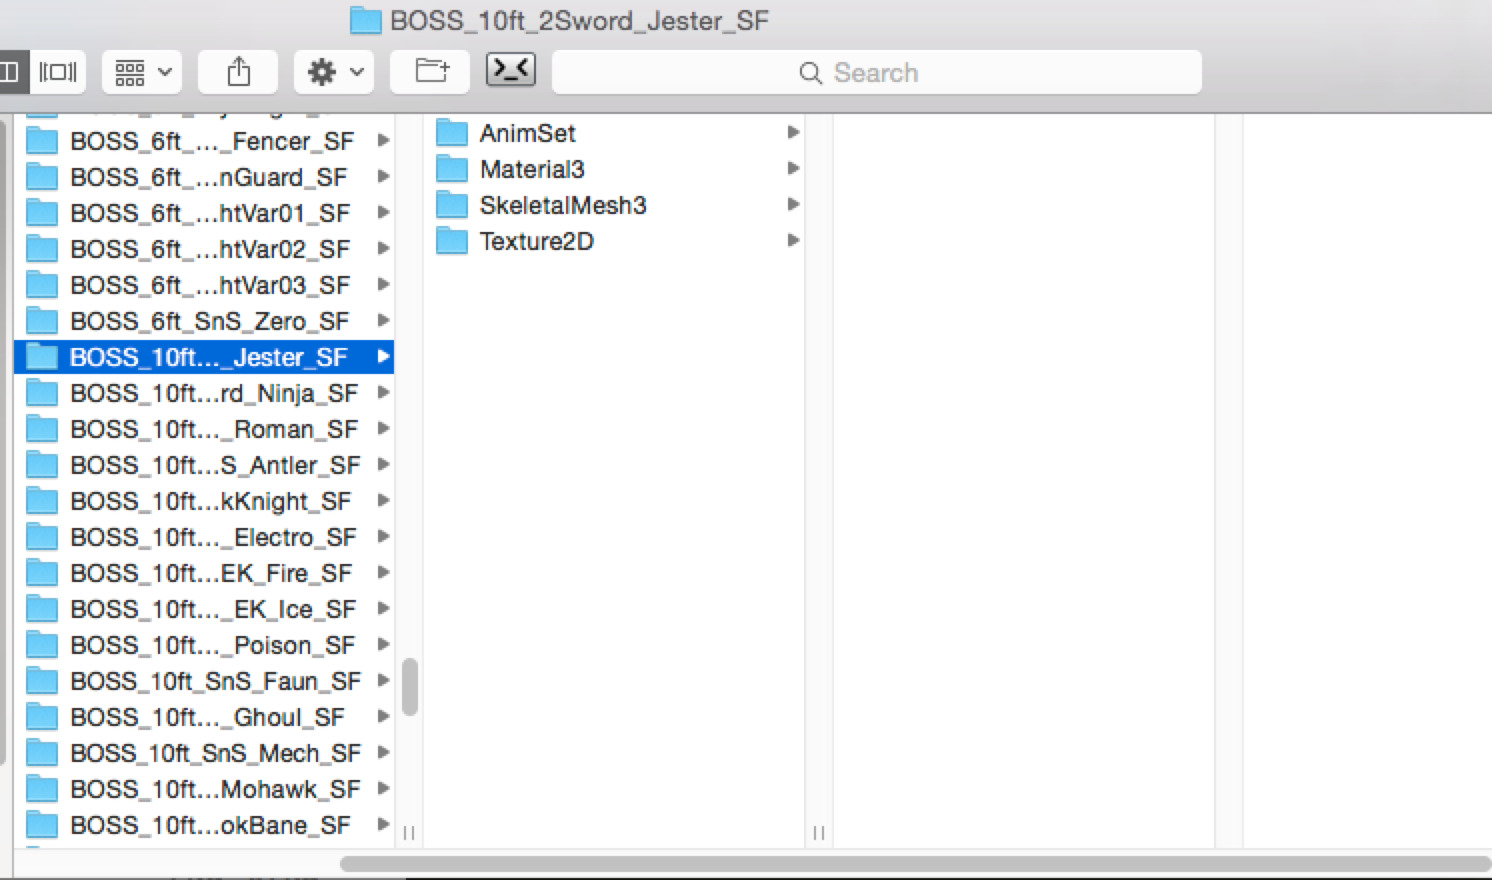 BOSS_10ft_2Sword_Jester_SF
Search
BOSS_6ft_..._Fencer_SF
BOSS_6ft_...nGuard_SF
BOSS_6ft_...htVar01_SF
BOSS_6ft_...htVar02_SF
BOSS_6ft_...htVar03_SF
BOSS_6ft_SnS_Zero_SF
BOSS_10ft..._Jester_SF
BOSS_10ft...rd_Ninja_SF
BOSS_10ft..._Roman_SF
BOSS_10ft...S_Antler_SF
BOSS_10ft...kKnight_SF
BOSS_10ft..._Electro_SF
BOSS_10ft...EK_Fire_SF
BOSS_10ft..._EK_Ice_SF
BOSS_10ft..._Poison_SF
BOSS_10ft_SnS_Faun_SF
BOSS_10ft..._Ghoul_SF
BOSS_10ft_SnS_Mech_SF
BOSS_10ft...Mohawk_SF
BOSS_10ft...okBane_SF
AnimSet
Material3
SkeletalMesh3
Texture2D